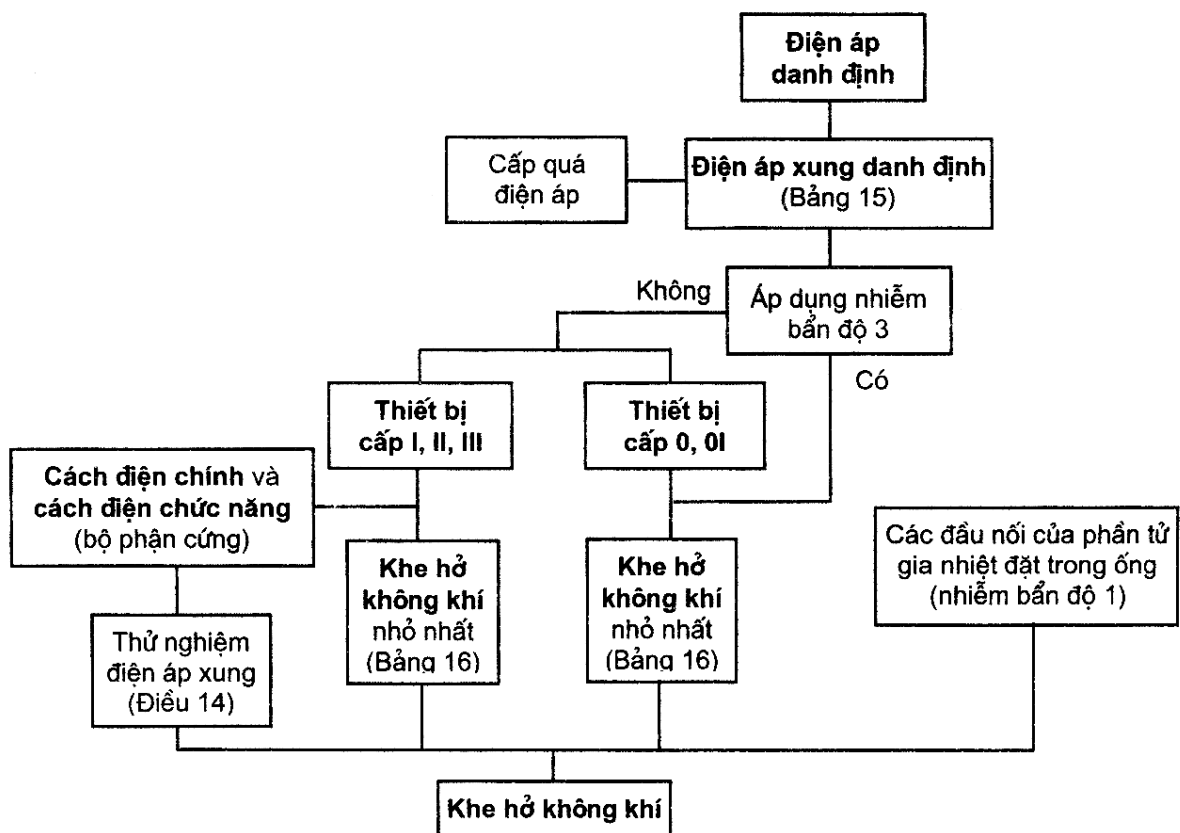 Điện áp
danh định
Cấp quá
điện áp
Điện áp xung danh định
(Bảng 15)
Không
Áp dụng nhiễm
bẩn độ 3
Có
Thiết bị
cấp I, II, III
Thiết bị
cấp 0, 0I
Cách điện chính và
cách điện chức năng
(bộ phận cứng)
Khe hở
không khí
nhỏ nhất
(Bảng 16)
Khe hở
không khí
nhỏ nhất
(Bảng 16)
Các đầu nối của phần tử
gia nhiệt đặt trong ống
(nhiễm bẩn độ 1)
Thử nghiệm
điện áp xung
(Điều 14)
Khe hở không khí